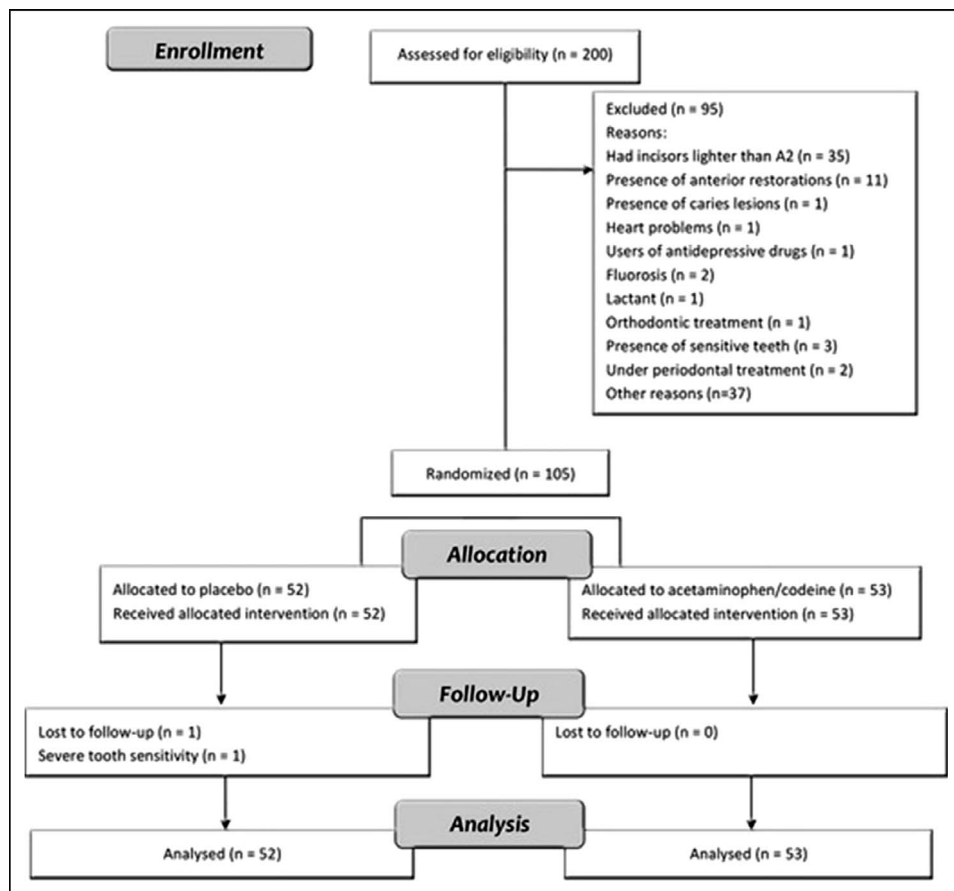 Enrollment
Assessed for eligibility (n = 200)
Excluded (n = 95)
Reasons:
Had incisors lighter than A2 (n = 35)
Presence of anterior restorations (n = 11)
Presence of caries lesions (n = 1)
Heart problems (n = 1)
Users of antidepressive drugs (n = 1)
Fluorosis (n = 2)
Lactant (n = 1)
Orthodontic treatment (n = 1)
Presence of sensitive teeth (n = 3)
Under periodontal treatment (n = 2)
Other reasons (n=37)
Randomized (n = 105)
Allocation
Allocated to placebo (n = 52)
Received allocated intervention (n = 52)
Allocated to acetaminophen/codeine (n = 53)
Received allocated intervention (n = 53)
Follow-Up
Lost to follow-up (n = 1)
Severe tooth sensitivity (n = 1)
Lost to follow-up (n = 0)
Analysis
Analysed (n = 52)
Analysed (n = 53)